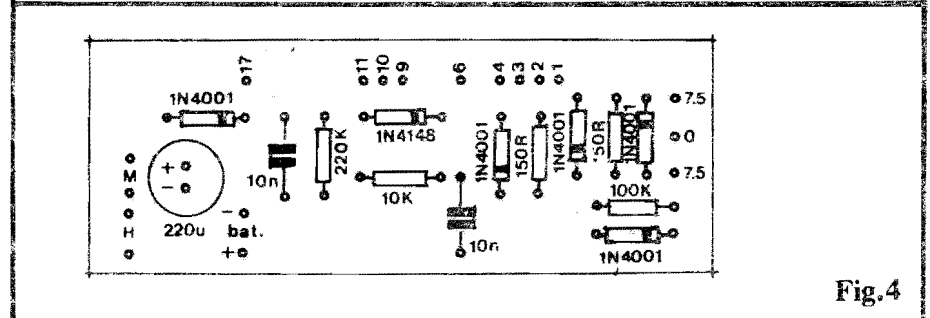 17
11
10
9
6
4
3
2
1
1N4001
1N4148
7.5
0
7.5
1N4001
150R
1N4001
150R
1N4001
220K
10n
10K
100K
M
H
+
-
220u
- bat.
+
10n
1N4001
Fig.4